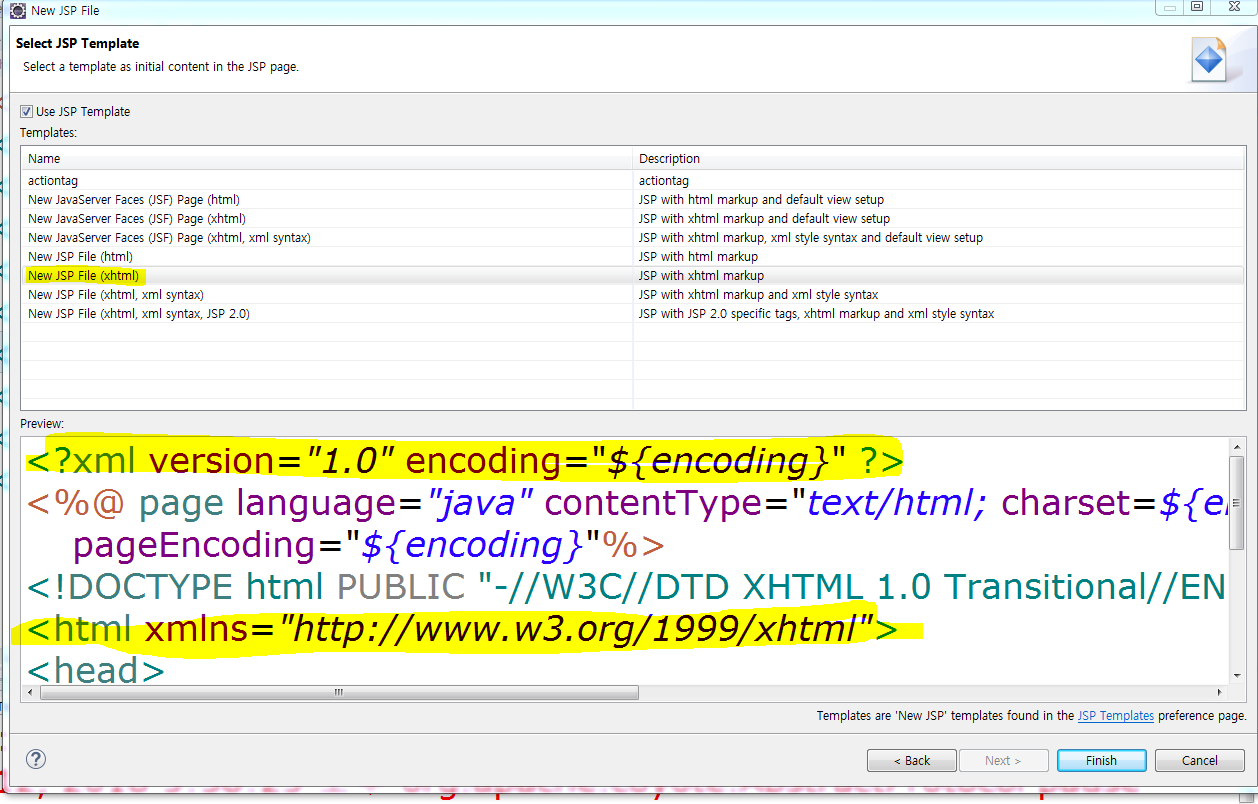 New JSP File
Select JSP Template
Select a template as initial content in the JSP page.
Use JSP Template
Templates:
Name Description
actiontag actiontag
New JavaServer Faces (JSF) Page (html) JSP with html markup and default view setup
New JavaServer Faces (JSF) Page (xhtml) JSP with xhtml markup and default view setup
New JavaServer Faces (JSF) Page (xhtml, xml syntax) JSP with xhtml markup, xml style syntax and default view setup
New JSP File (html) JSP with html markup
New JSP File (xhtml) JSP with xhtml markup
New JSP File (xhtml, xml syntax) JSP with xhtml markup and xml style syntax
New JSP File (xhtml, xml syntax, JSP 2.0) JSP with JSP 2.0 specific tags, xhtml markup and xml style syntax
Preview:
<?xml version="1.0" encoding="${encoding}" ?>
<%@ page language="java" contentType="text/html; charset=${e
pageEncoding="${encoding}"%>
<!DOCTYPE html PUBLIC "-//W3C//DTD XHTML 1.0 Transitional//EN
<html xmlns="http://www.w3.org/1999/xhtml">
<head>
Templates are 'New JSP' templates found in the JSP Templates preference page.
? < Back Next > Finish Cancel
org.apache.coyote.AbstractProtocol pause